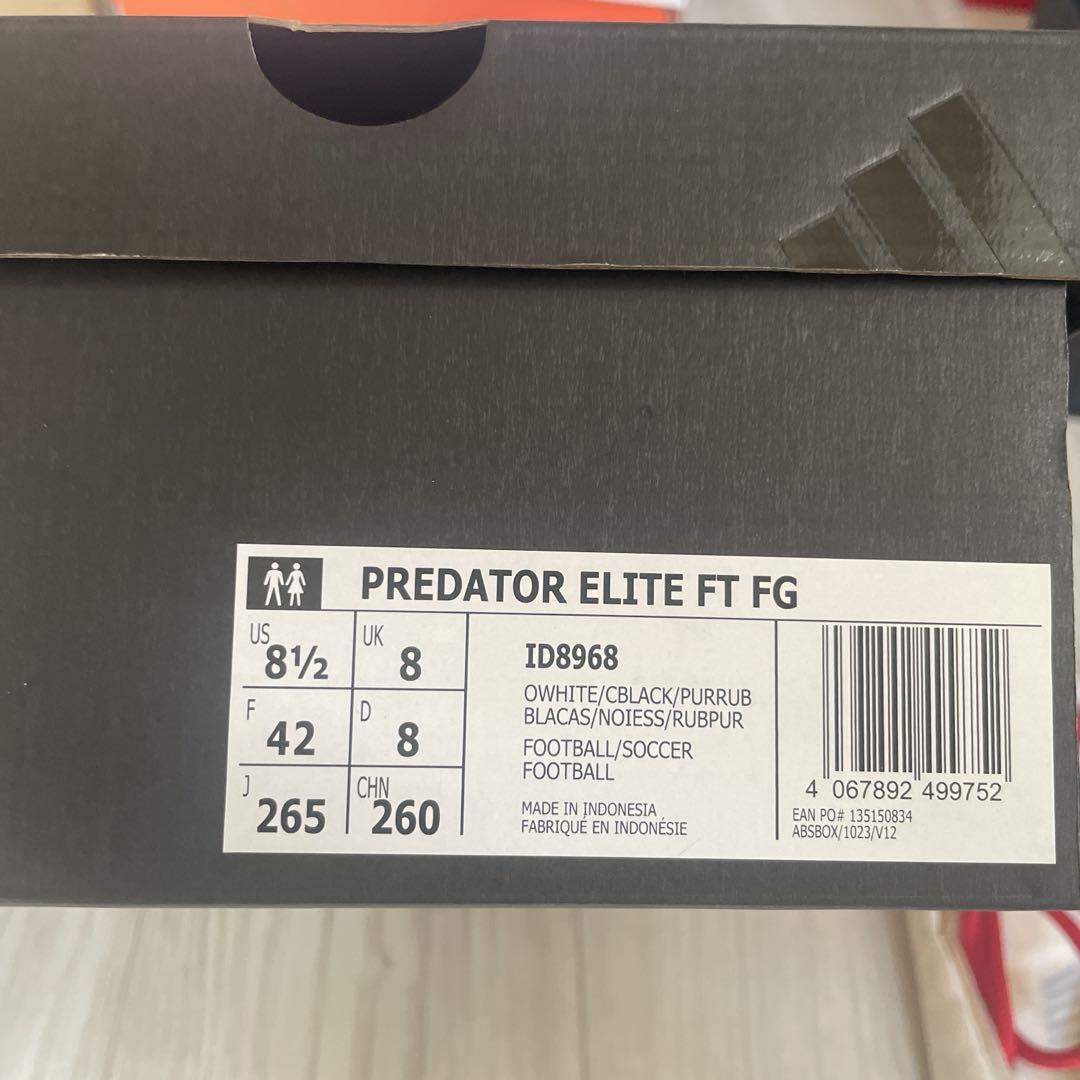 PREDATOR ELITE FT FG
US 8½
UK 8
F 42
D 8
J 265
CHN 260
ID8968
OWHITE/CBLACK/PURRUB
BLACAS/NOIESS/RUBPUR
FOOTBALL/SOCCER
FOOTBALL
MADE IN INDONESIA
FABRIQUÉ EN INDONÉSIE
4 067892 499752
EAN PO# 135150834
ABSBOX/1023/V12